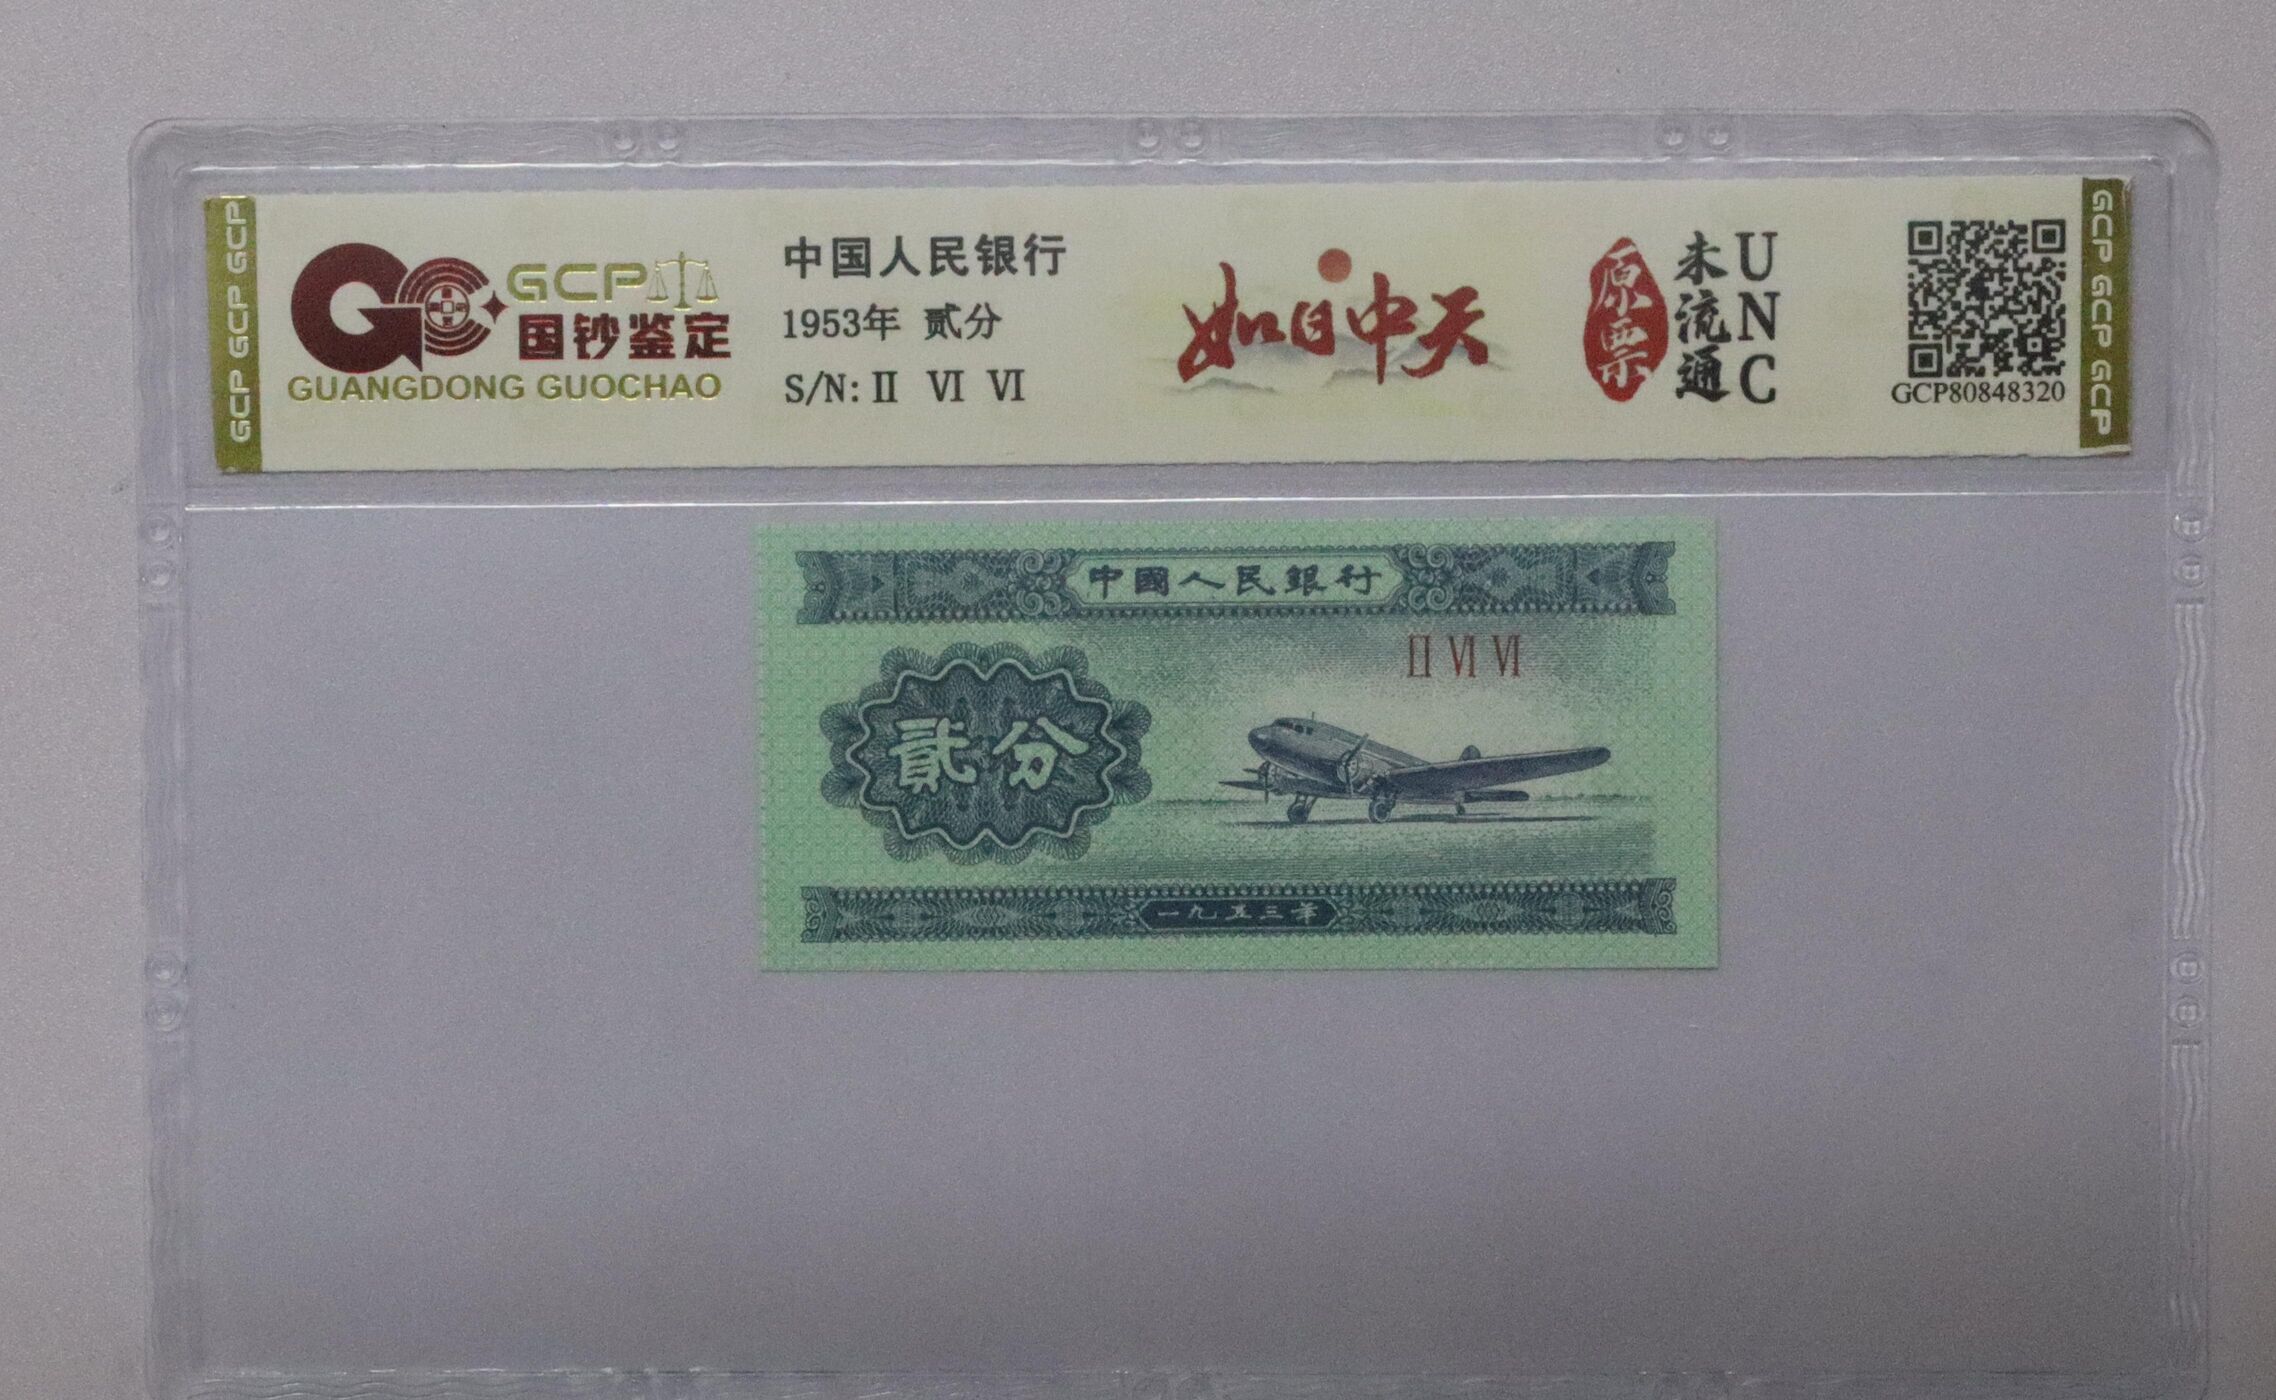 GCP GCP GCP
GCP
国钞鉴定
GUANGDONG GUOCHAO
中国人民银行
1953年 贰分
S/N: II VI VI
如日中天
原票
未流通
UNC
GCP80848320
GCP GCP GCP
中國人民銀行
II VI VI
貳分
一九五三年